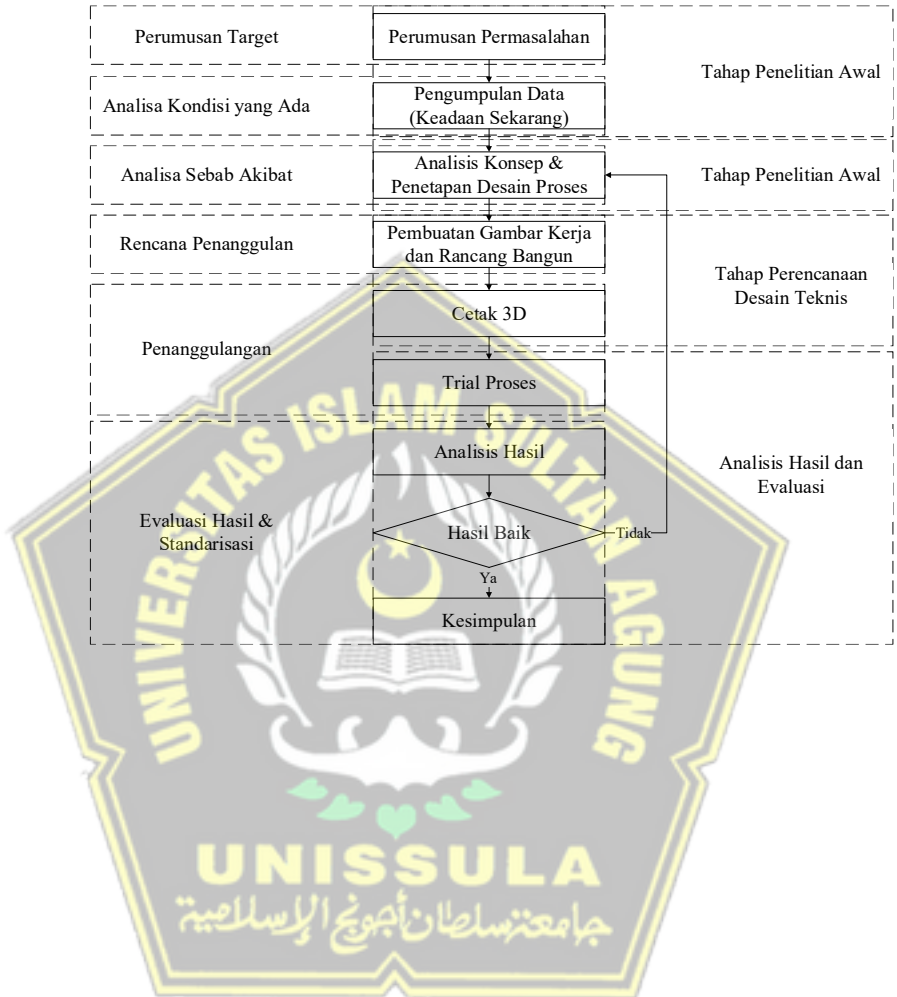 Perumusan Target
Perumusan Permasalahan
Tahap Penelitian Awal
Analisa Kondisi yang Ada
Pengumpulan Data
(Keadaan Sekarang)
Analisa Sebab Akibat
Analisis Konsep &
Penetapan Desain Proses
Tahap Penelitian Awal
Rencana Penanggulan
Pembuatan Gambar Kerja
dan Rancang Bangun
Tahap Perencanaan
Desain Teknis
Cetak 3D
Penanggulangan
Trial Proses
Analisis Hasil
Analisis Hasil dan
Evaluasi
Evaluasi Hasil &
Standarisasi
Hasil Baik
Tidak
Ya
Kesimpulan
UNIVERSITAS ISLAM SULTAN AGUNG
UNISSULA
جامعة سلطان أجونج الإسلامية